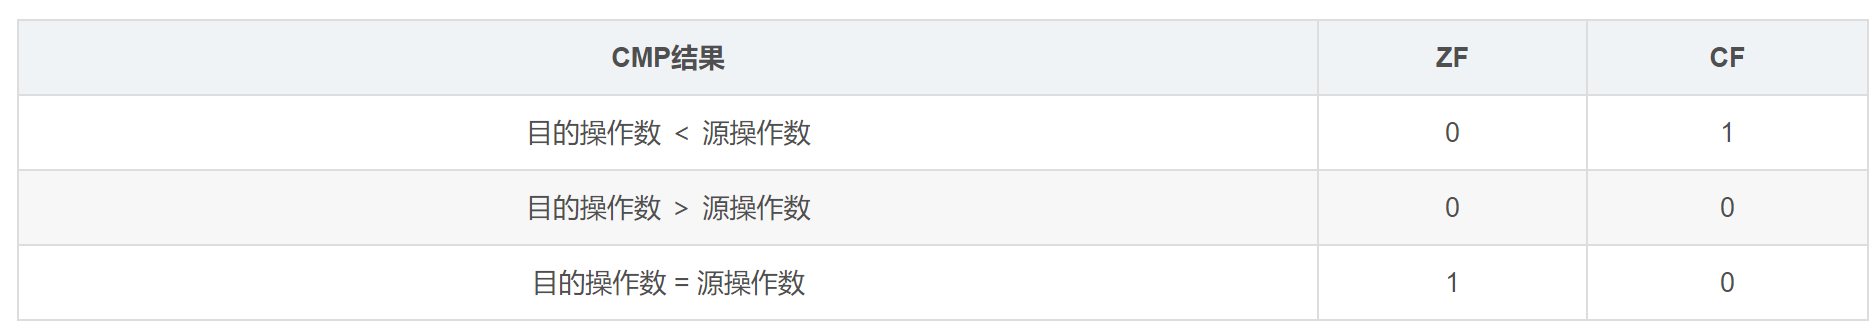 CMP结果 ZF CF
目的操作数 < 源操作数 0 1
目的操作数 > 源操作数 0 0
目的操作数 = 源操作数 1 0